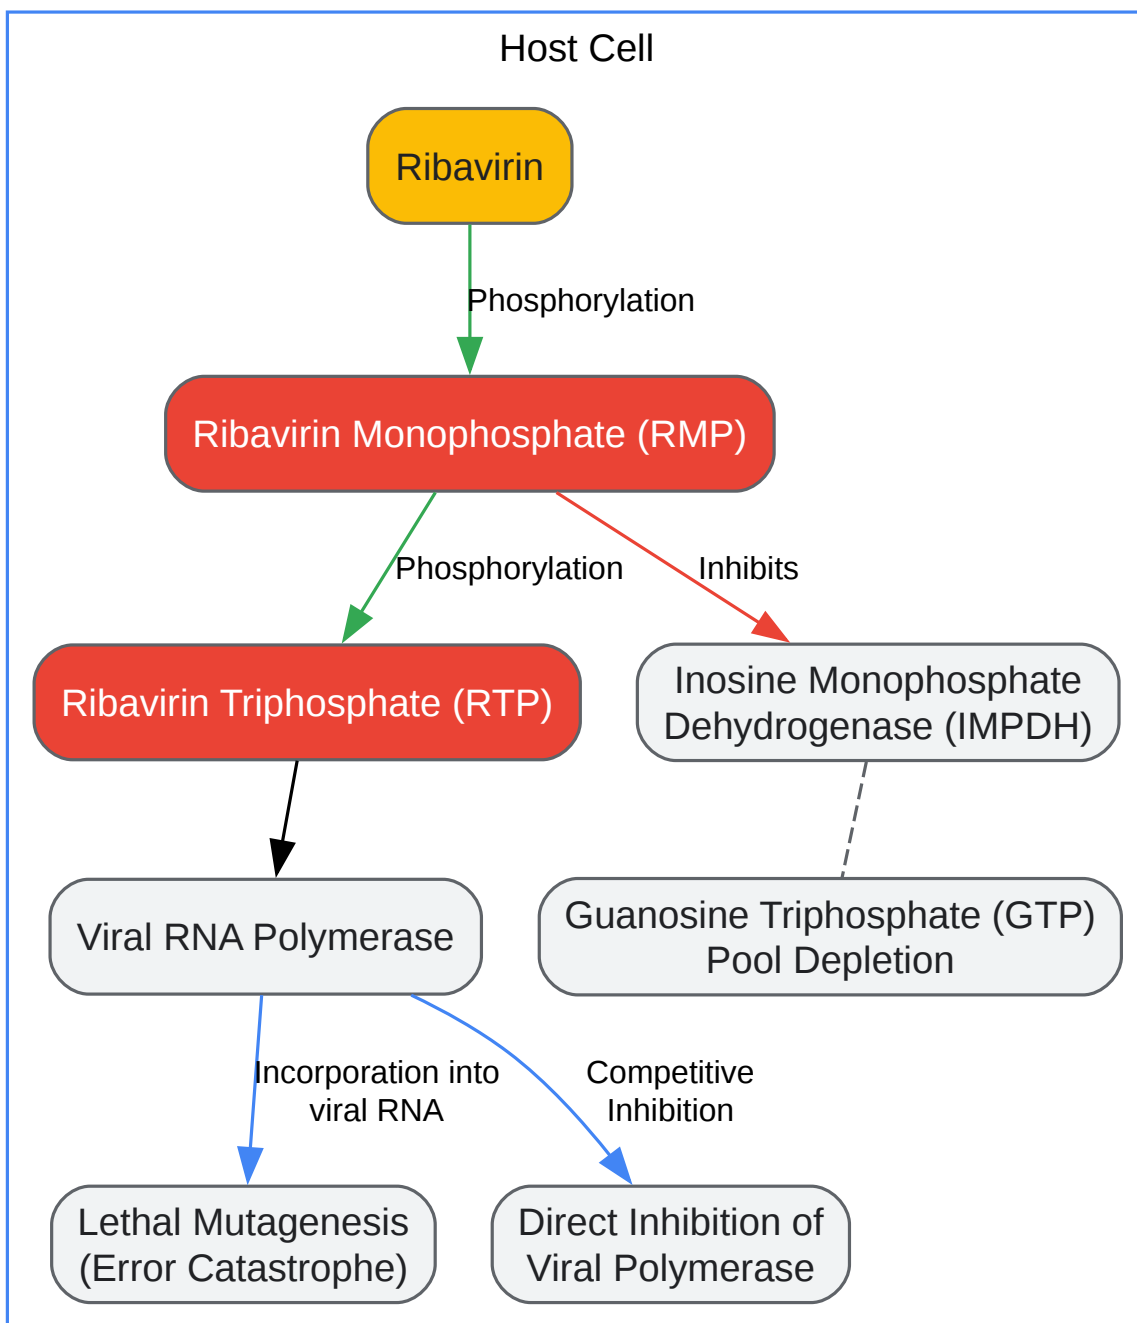 Host Cell
Ribavirin
Phosphorylation
Ribavirin Monophosphate (RMP)
Phosphorylation
Inhibits
Ribavirin Triphosphate (RTP)
Inosine Monophosphate
Dehydrogenase (IMPDH)
Viral RNA Polymerase
Guanosine Triphosphate (GTP)
Pool Depletion
Incorporation into
viral RNA
Competitive
Inhibition
Lethal Mutagenesis
(Error Catastrophe)
Direct Inhibition of
Viral Polymerase